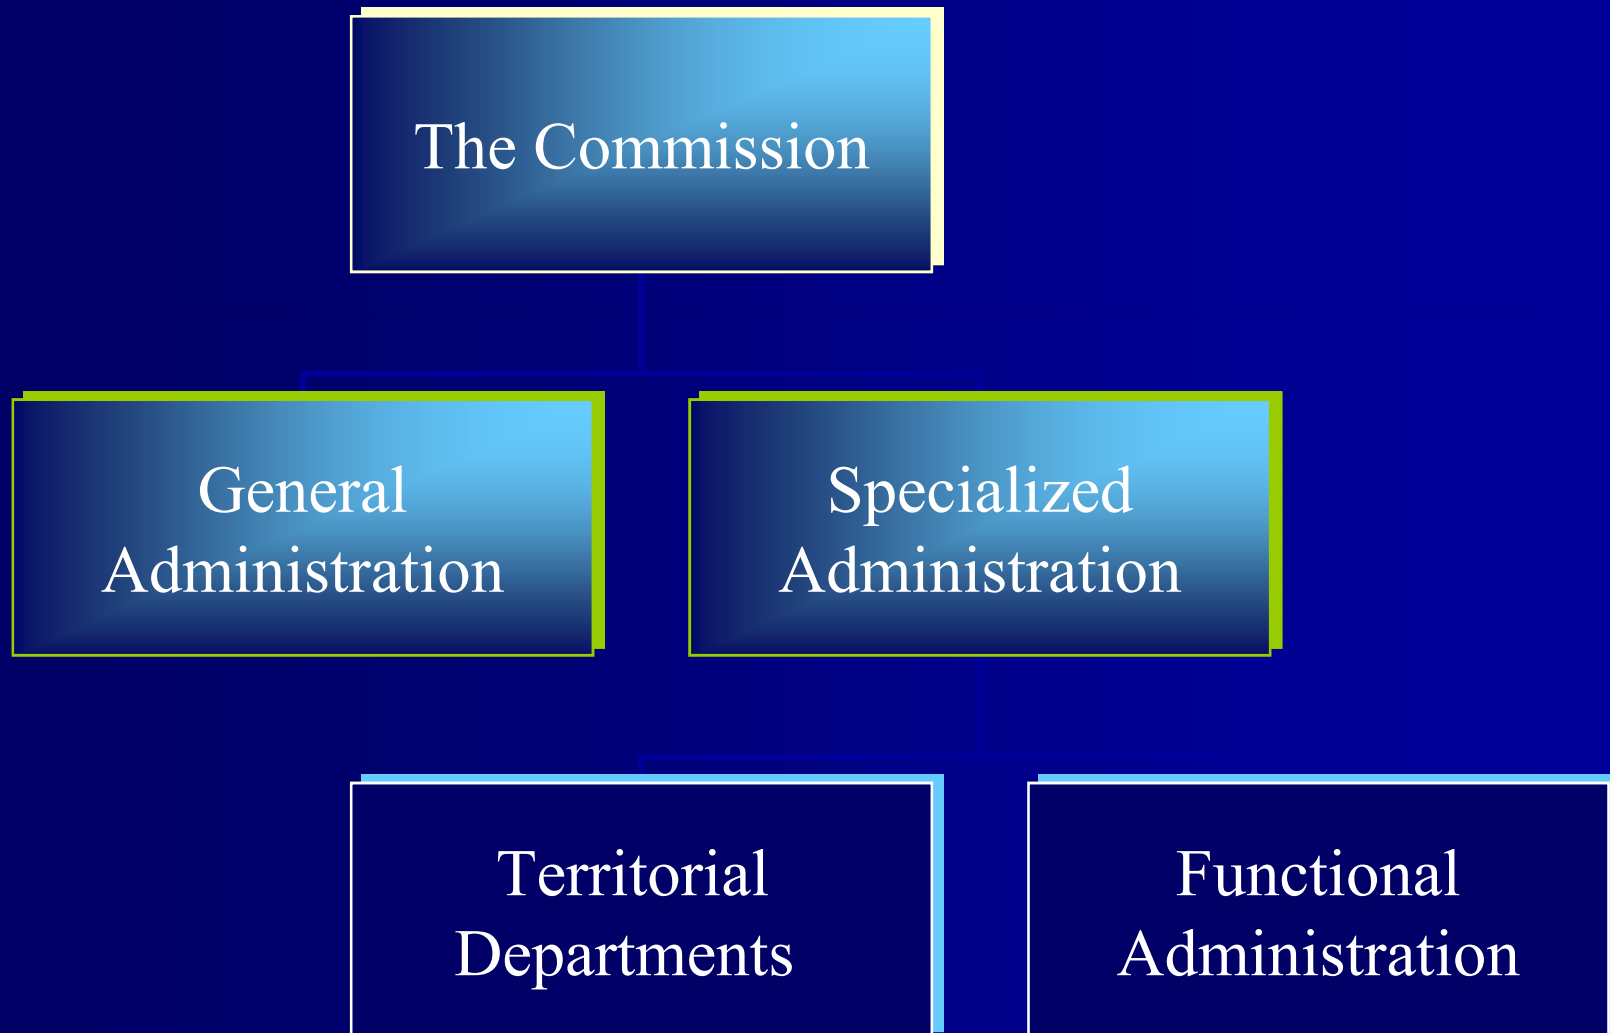 The Commission
General
Administration
Specialized
Administration
Territorial
Departments
Functional
Administration